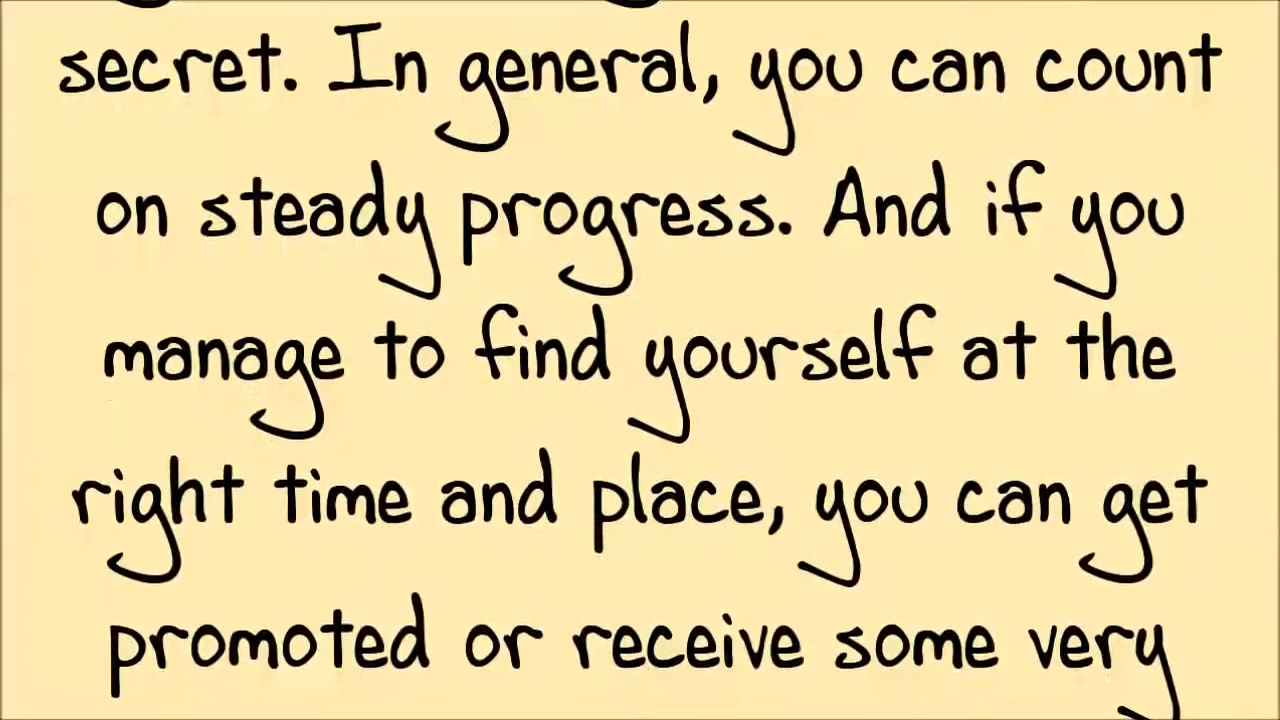 secret. In general, you can count
on steady progress. And if you
manage to find yourself at the
right time and place, you can get
promoted or receive some very